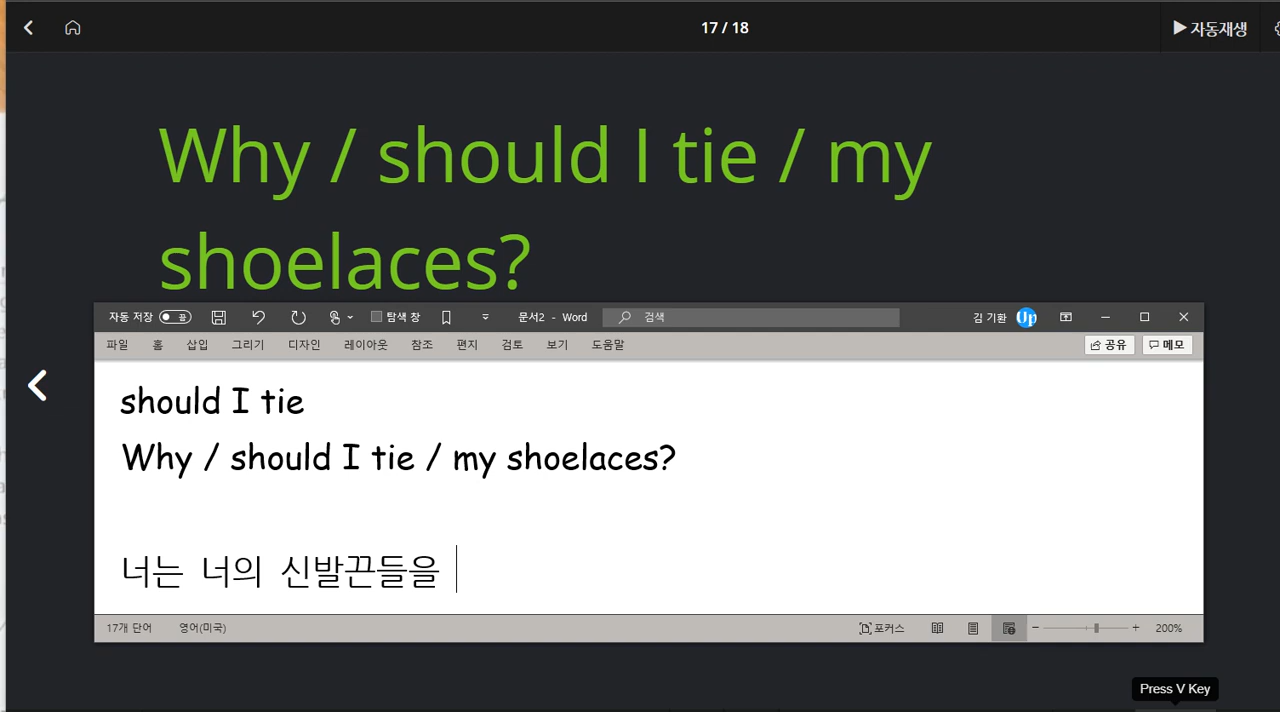 17 / 18
▶ 자동재생
Why / should I tie / my
shoelaces?
자동 저장 끔 탐색 창 문서2 - Word 검색 김 기환 Up
파일 홈 삽입 그리기 디자인 레이아웃 참조 편지 검토 보기 도움말 공유 메모
should I tie
Why / should I tie / my shoelaces?
너는 너의 신발끈들을
17개 단어 영어(미국) 포커스 - + 200%
Press V Key